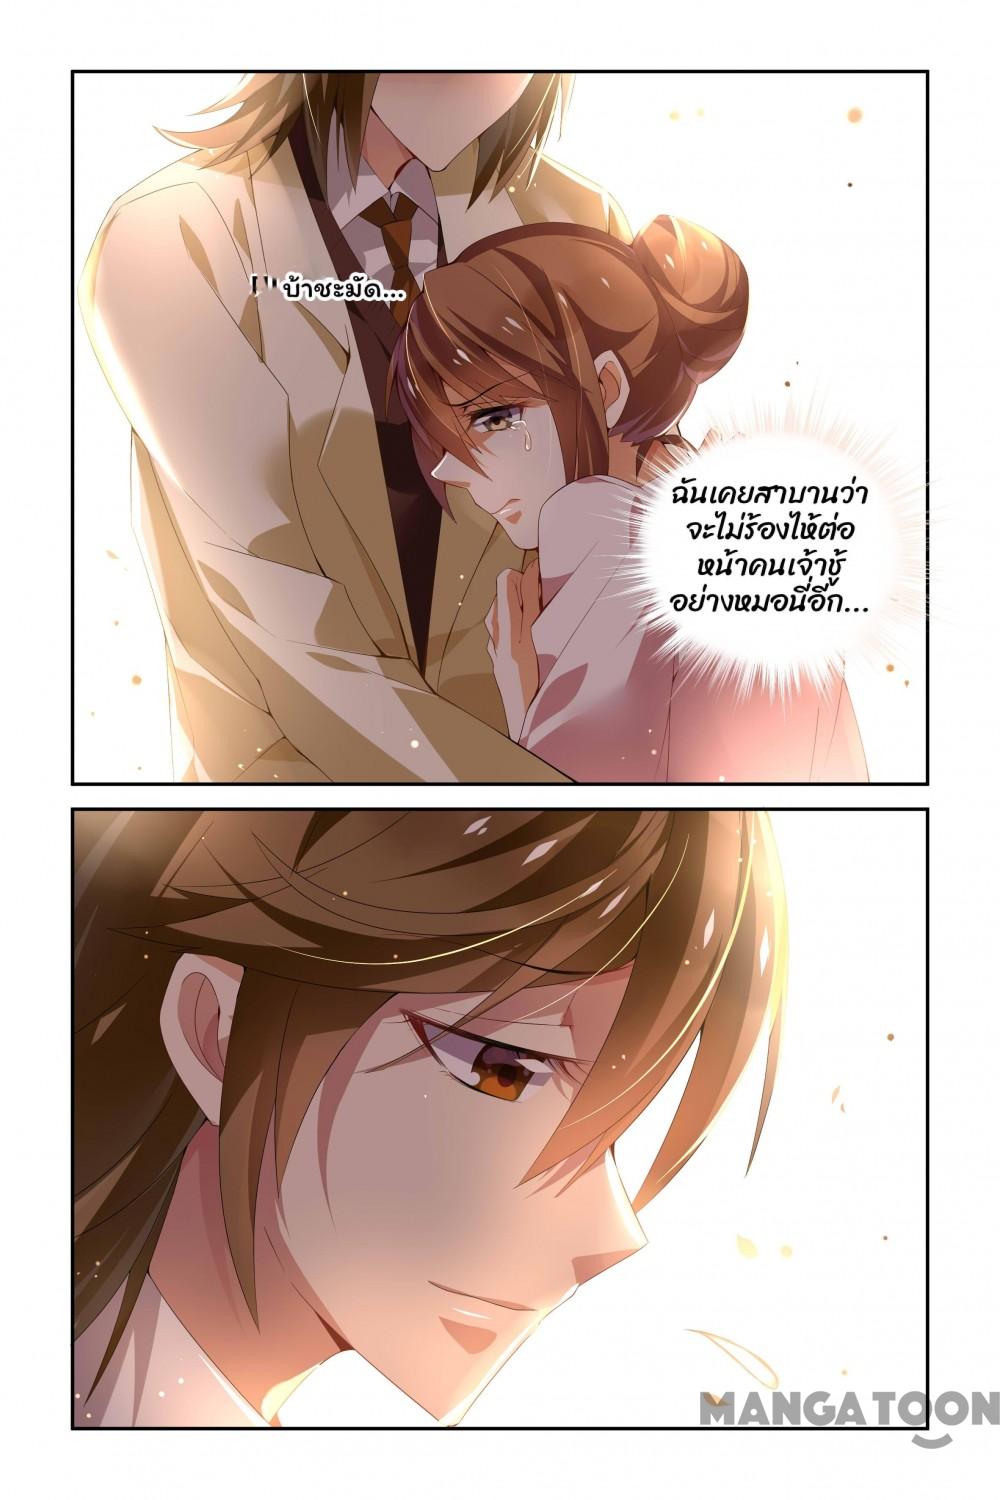 บ้าชะมัด...
ฉันเคยสาบานว่า
จะไม่ร้องไห้ต่อ
หน้าคนเจ้าชู้
อย่างหมอนี่อีก...
MANGATOON